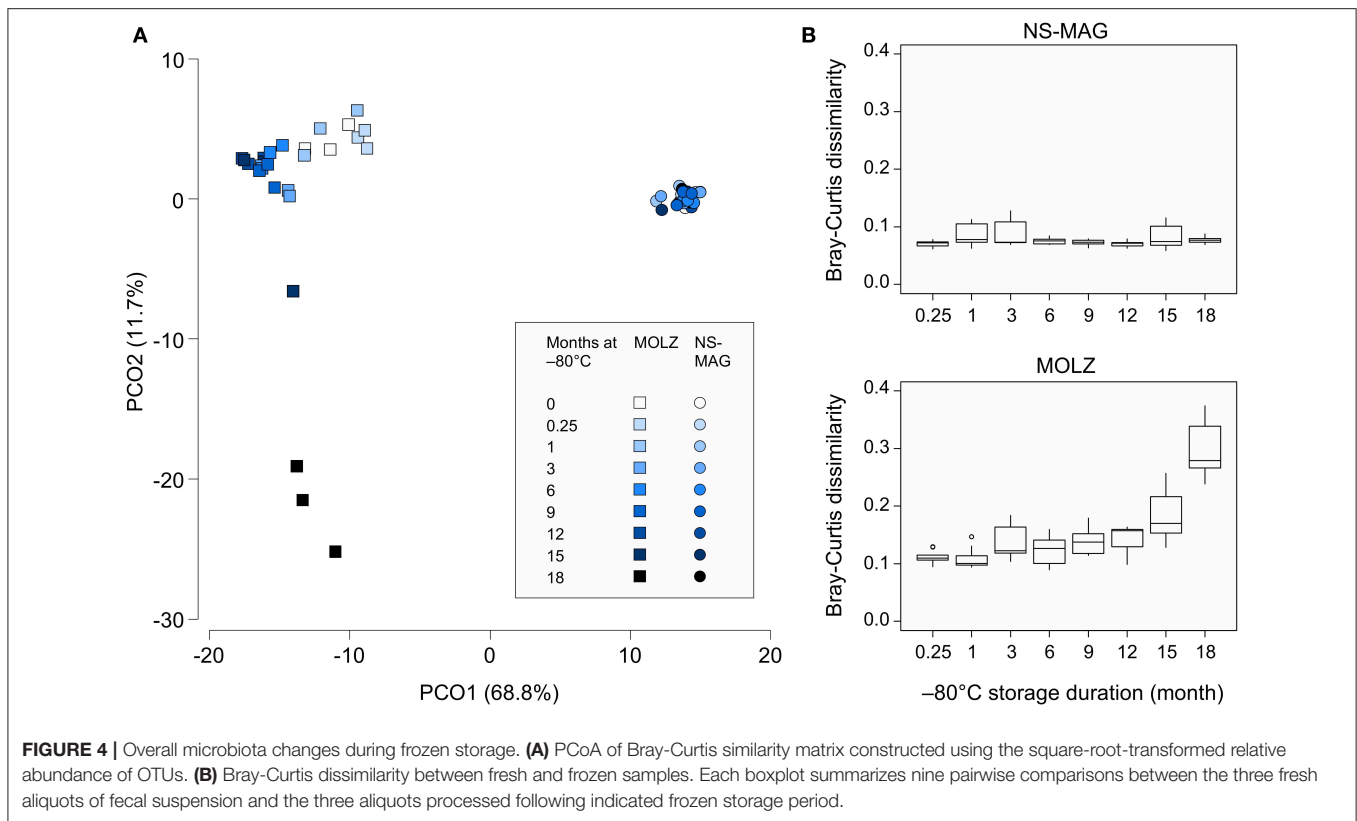 A
10
0
-10
-20
-30
PCO2 (11.7%)
-20 -10 0 10 20
PCO1 (68.8%)
Months at MOLZ NS-
–80°C MAG
0
0.25
1
3
6
9
12
15
18
B
NS-MAG
Bray-Curtis dissimilarity
0.4
0.3
0.2
0.1
0.0
0.25 1 3 6 9 12 15 18
MOLZ
Bray-Curtis dissimilarity
0.4
0.3
0.2
0.1
0.0
0.25 1 3 6 9 12 15 18
–80°C storage duration (month)
FIGURE 4 | Overall microbiota changes during frozen storage. (A) PCoA of Bray-Curtis similarity matrix constructed using the square-root-transformed relative
abundance of OTUs. (B) Bray-Curtis dissimilarity between fresh and frozen samples. Each boxplot summarizes nine pairwise comparisons between the three fresh
aliquots of fecal suspension and the three aliquots processed following indicated frozen storage period.